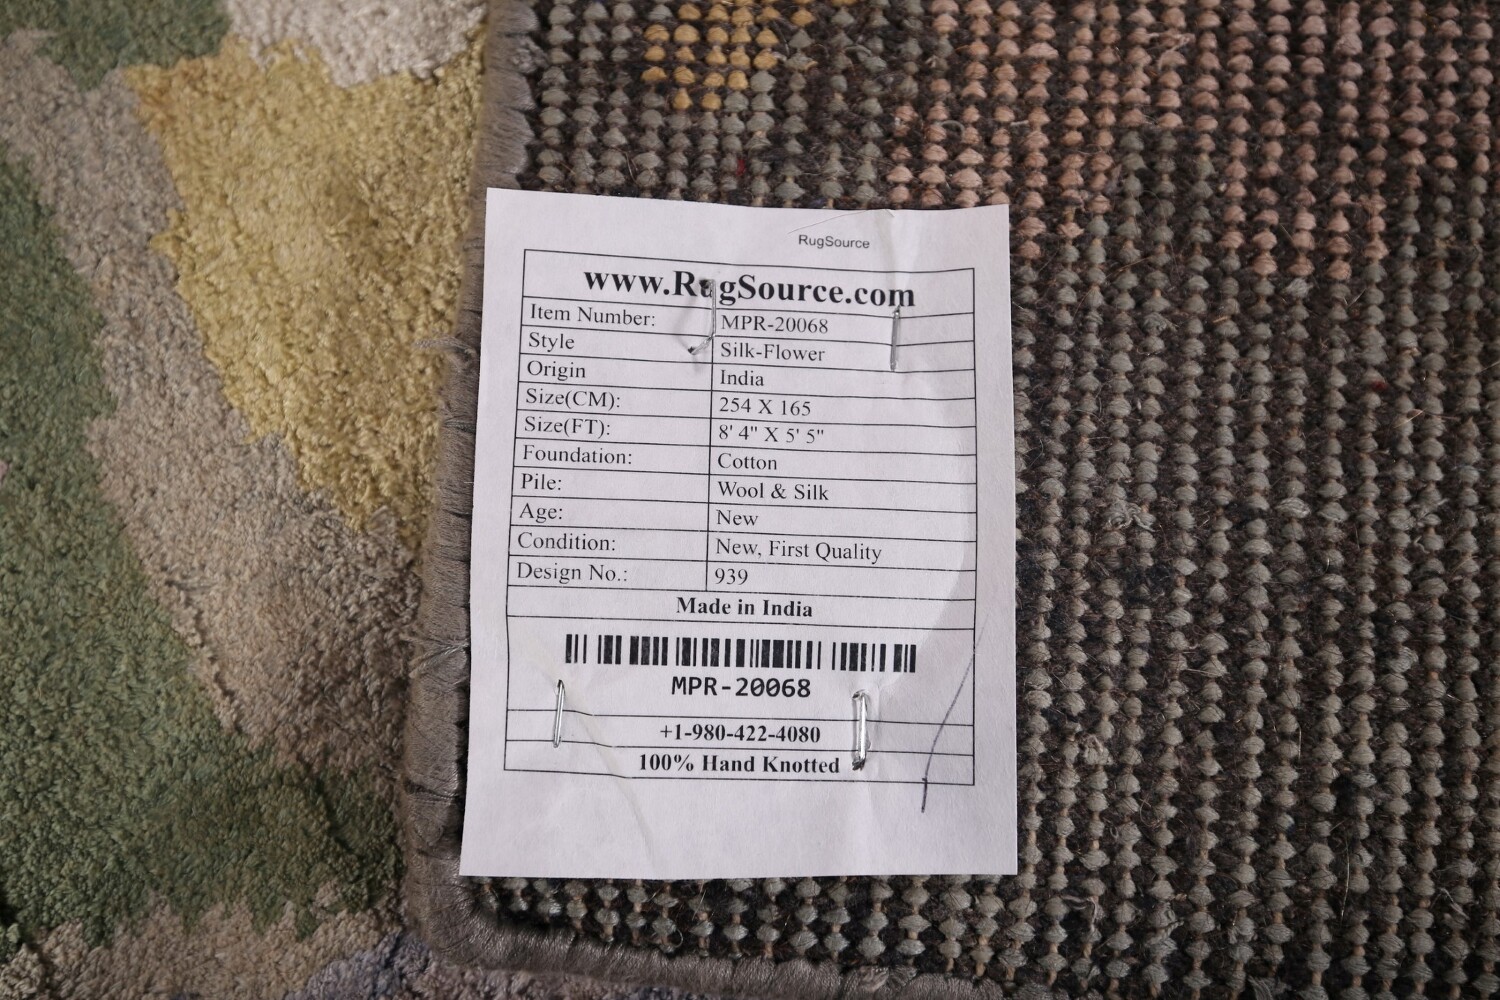 RugSource
www.RugSource.com
Item Number: MPR-20068
Style Silk-Flower
Origin India
Size(CM): 254 X 165
Size(FT): 8' 4" X 5' 5"
Foundation: Cotton
Pile: Wool & Silk
Age: New
Condition: New, First Quality
Design No.: 939
Made in India
MPR-20068
+1-980-422-4080
100% Hand Knotted